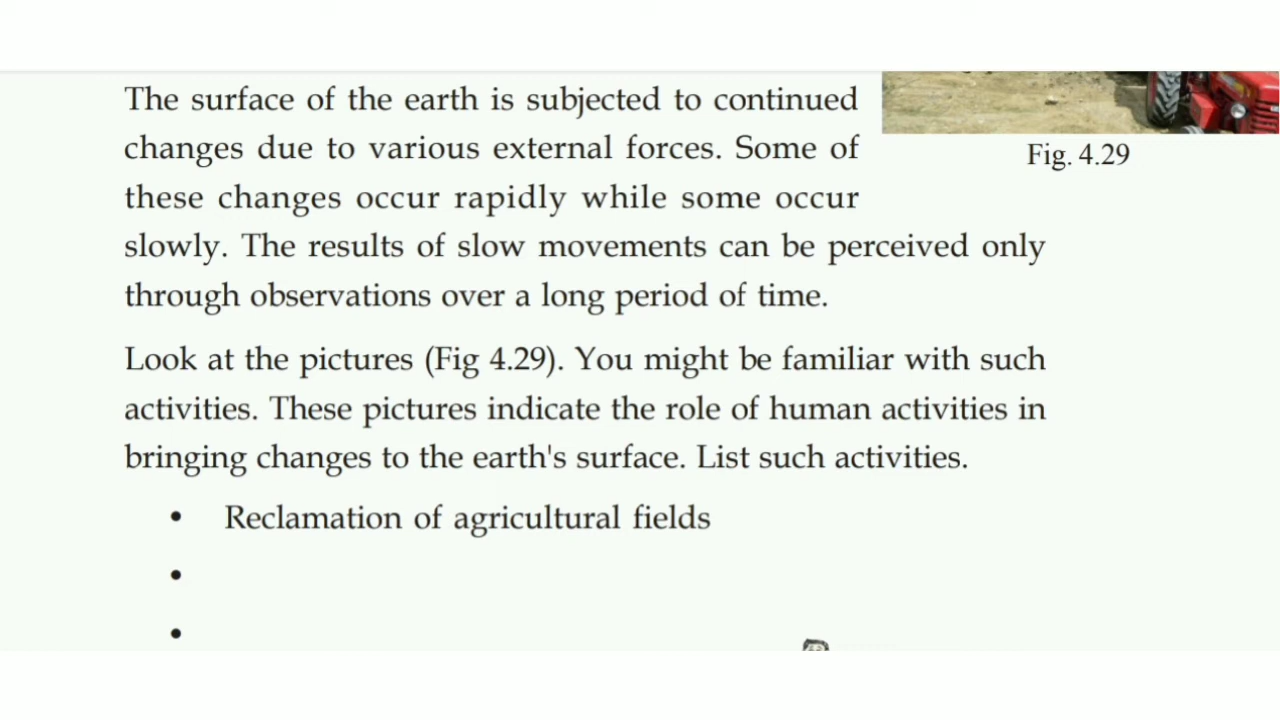 The surface of the earth is subjected to continued
changes due to various external forces. Some of
these changes occur rapidly while some occur
slowly. The results of slow movements can be perceived only
through observations over a long period of time.
Fig. 4.29
Look at the pictures (Fig 4.29). You might be familiar with such
activities. These pictures indicate the role of human activities in
bringing changes to the earth's surface. List such activities.
• Reclamation of agricultural fields
•
•